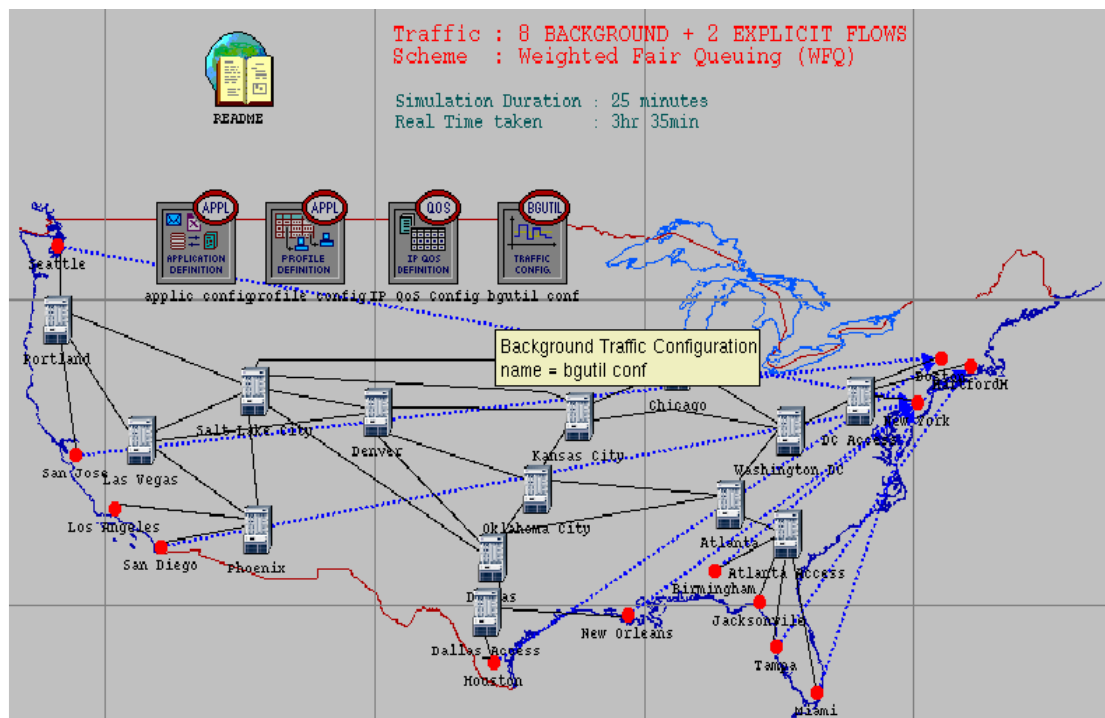 Traffic : 8 BACKGROUND + 2 EXPLICIT FLOWS
Scheme : Weighted Fair Queuing (WFQ)
README
Simulation Duration : 25 minutes
Real Time taken : 3hr 35min
APPL
APPL
QOS
BGUTIL
APPLICATION
DEFINITION
PROFILE
DEFINITION
IP QOS
DEFINITION
TRAFFIC
CONFIG.
applic config
profile config
IP QoS Config
bgutil conf
Seattle
Portland
Background Traffic Configuration
name = bgutil conf
Chicago
New York
Salt Lake City
Denver
Kansas City
DC Access
Washington DC
San Jose
Las Vegas
Los Angeles
Oklahoma City
San Diego
Phoenix
Atlanta
Atlanta Access
Birmingham
Jacksonville
New Orleans
Dallas Access
Houston
Tampa
Miami